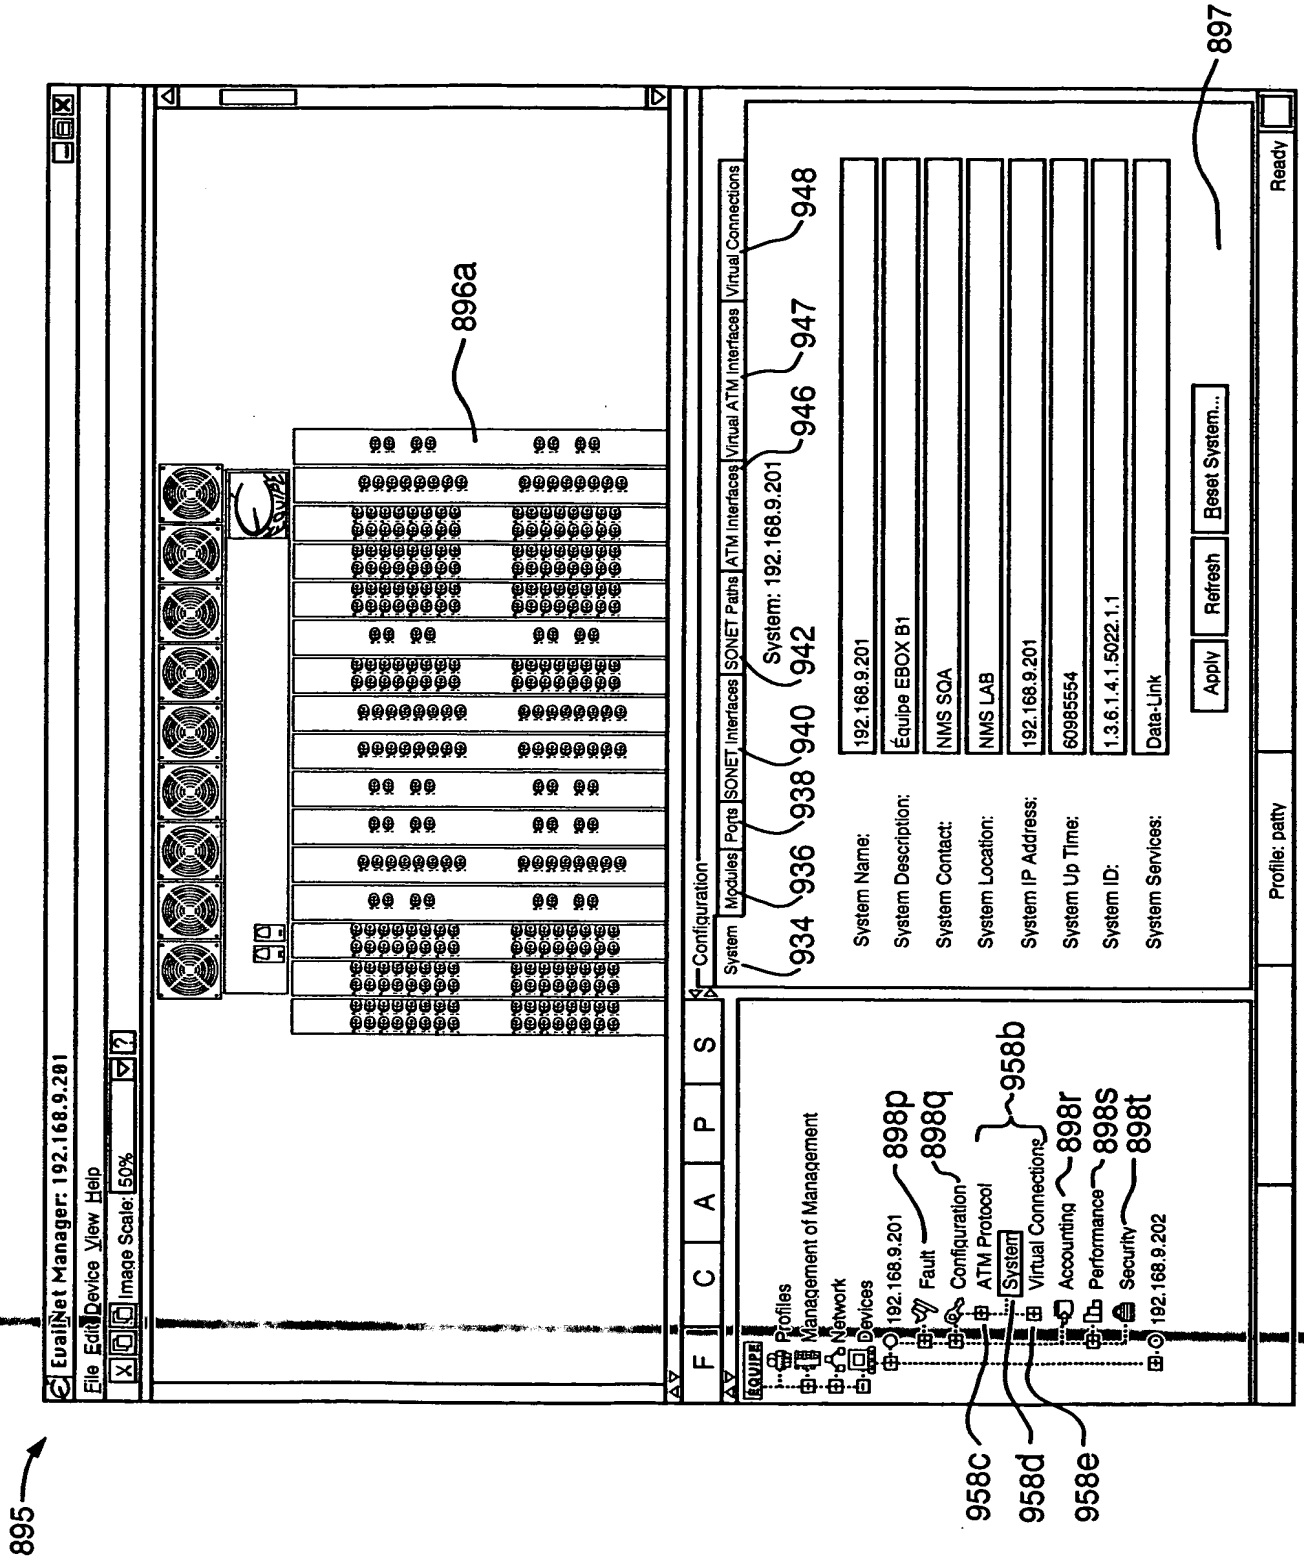 895
EuailNet Manager: 192.168.9.201
File Edit Device View Help
Image Scale: 50% ?
896a
F C A P S
EQUIPE
Profiles
Management of Management
Network
Devices
192.168.9.201
898p
Fault
898q
Configuration
ATM Protocol
System
Virtual Connections
958b
Accounting
898r
Performance
898s
Security
898t
192.168.9.202
958c
958d
958e
Configuration
System Modules Ports SONET Interfaces SONET Paths ATM Interfaces Virtual ATM Interfaces Virtual Connections
934 936 938 940 942 946 947 948
System: 192.168.9.201
System Name: 192.168.9.201
System Description: Équipe EBOX B1
System Contact: NMS SQA
System Location: NMS LAB
System IP Address: 192.168.9.201
System Up Time: 60985554
System ID: 1.3.6.1.4.1.5022.1.1
System Services: Data-Link
Apply Refresh Reset System...
897
Profile: patty
Ready